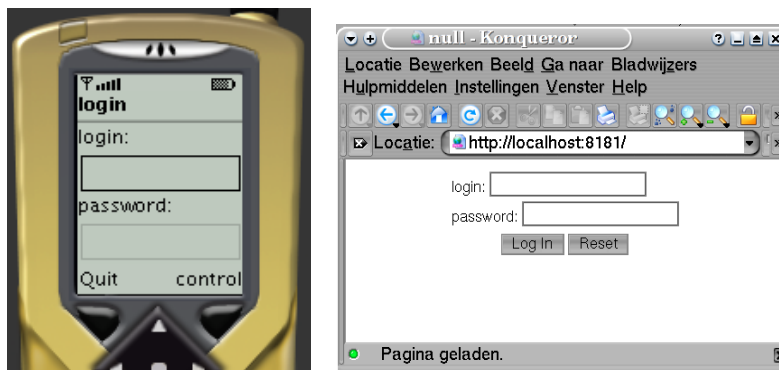 login
login:
password:
Quit control
null - Konqueror
Locatie Bewerken Beeld Ga naar Bladwijzers
Hulpmiddelen Instellingen Venster Help
Locatie: http://localhost:8181/
login:
password:
Log In Reset
Pagina geladen.